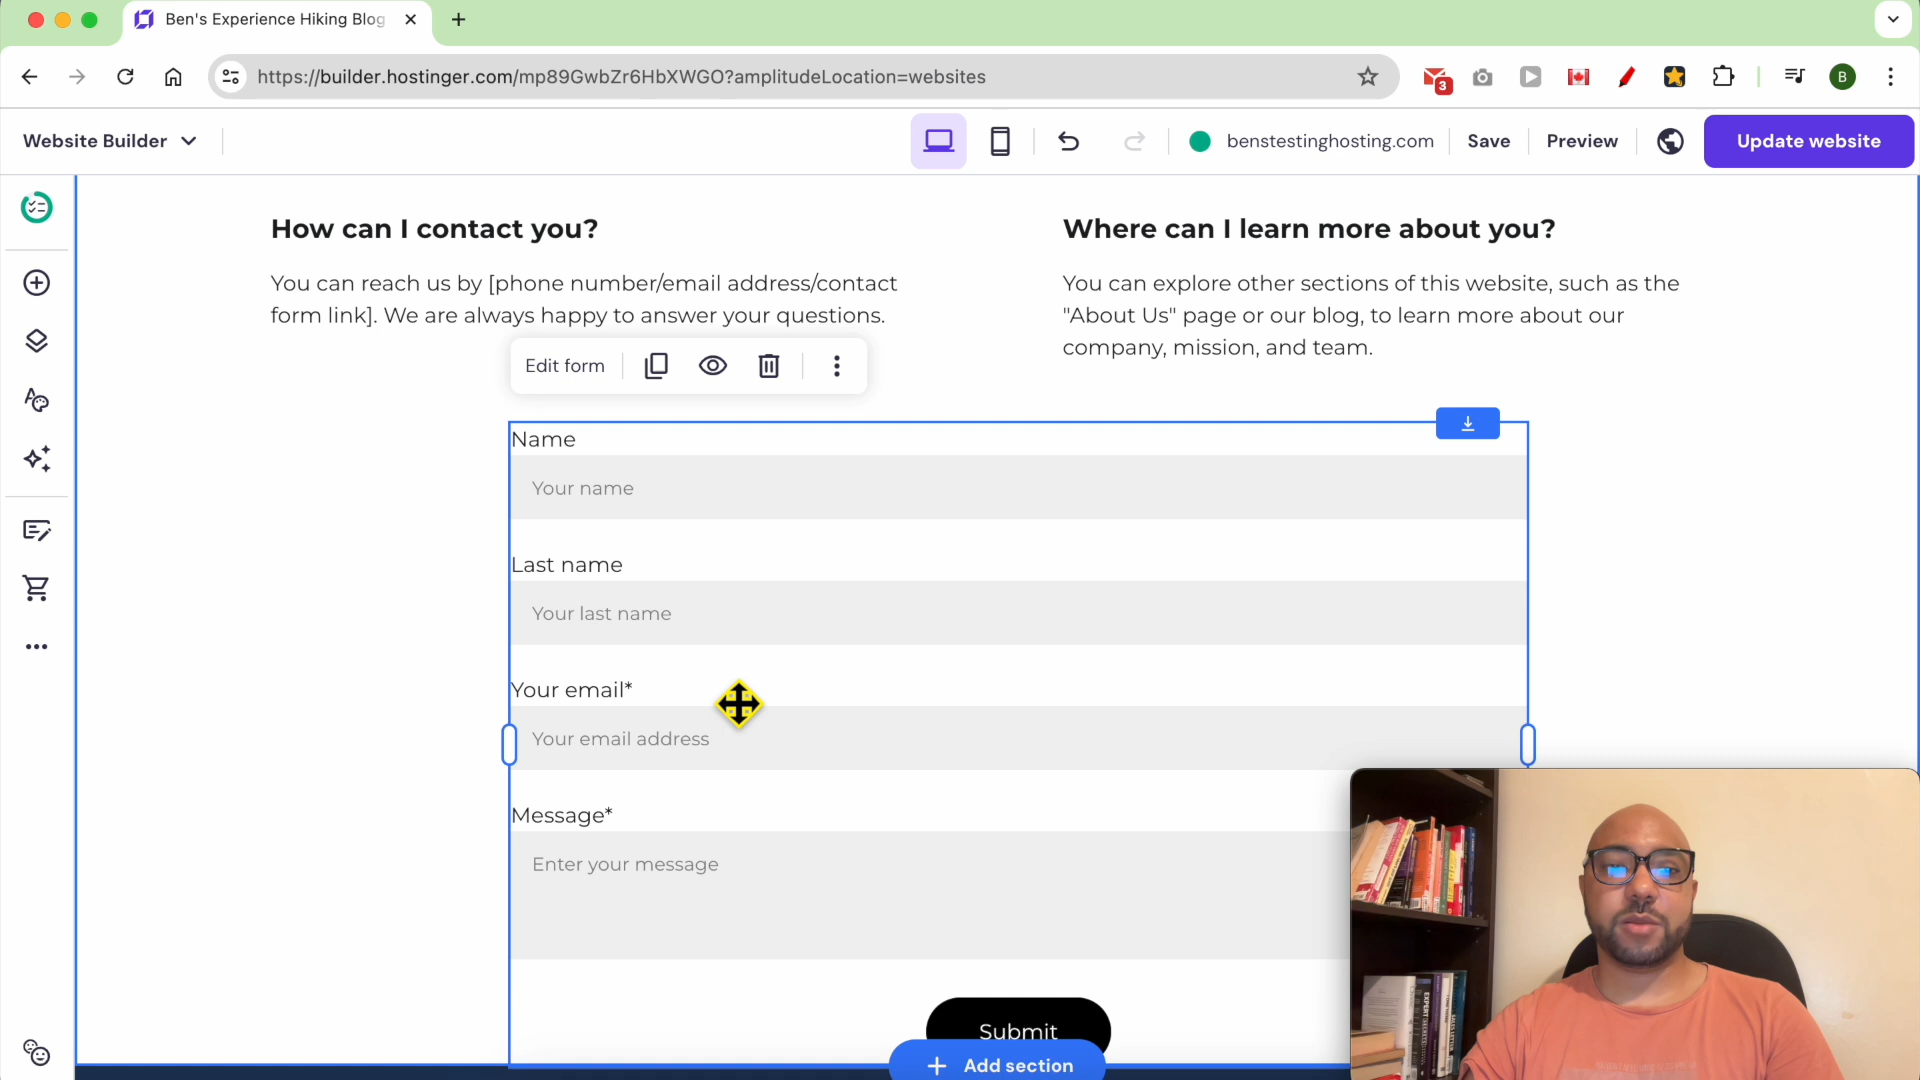 Ben's Experience Hiking Blog
https://builder.hostinger.com/mp89GwbZr6HbXWGO?amplitudeLocation=websites
3
B
Website Builder
benstestinghosting.com
Save
Preview
Update website
How can I contact you?
You can reach us by [phone number/email address/contact
form link]. We are always happy to answer your questions.
Where can I learn more about you?
You can explore other sections of this website, such as the
"About Us" page or our blog, to learn more about our
company, mission, and team.
Edit form
Name
Your name
Last name
Your last name
Your email*
Your email address
Message*
Enter your message
Submit
Add section